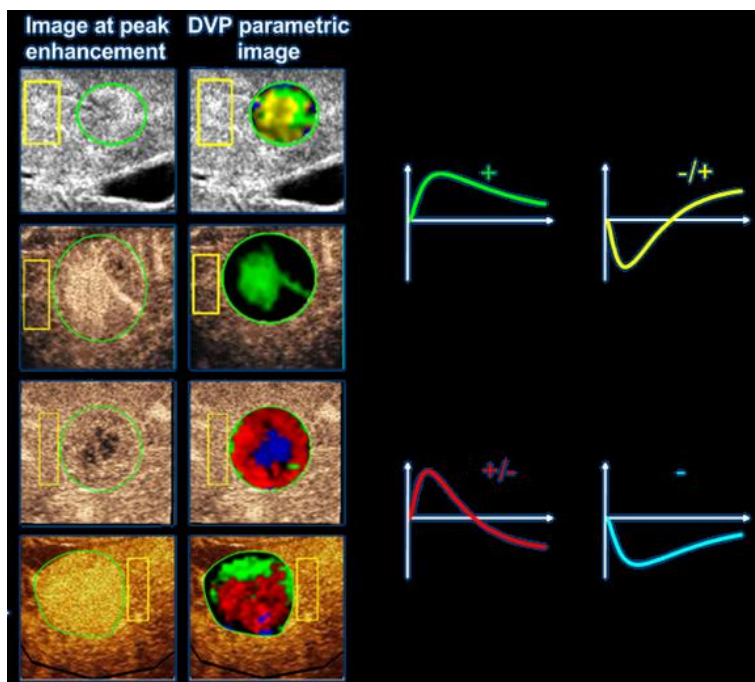 Image at peak
enhancement
DVP parametric
image
+
-/+
+/-
-